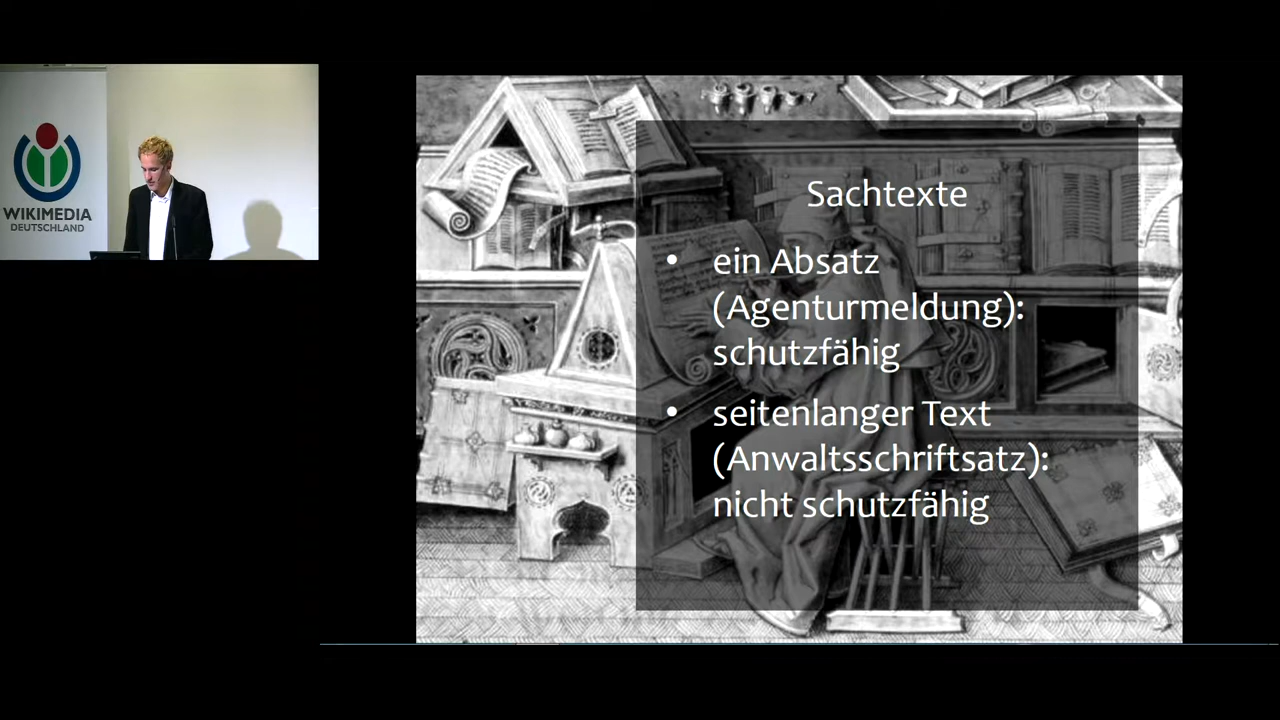 WIKIMEDIA
DEUTSCHLAND
Sachtexte
• ein Absatz
(Agenturmeldung):
schutzfähig
• seitenlanger Text
(Anwaltsschriftsatz):
nicht schutzfähig